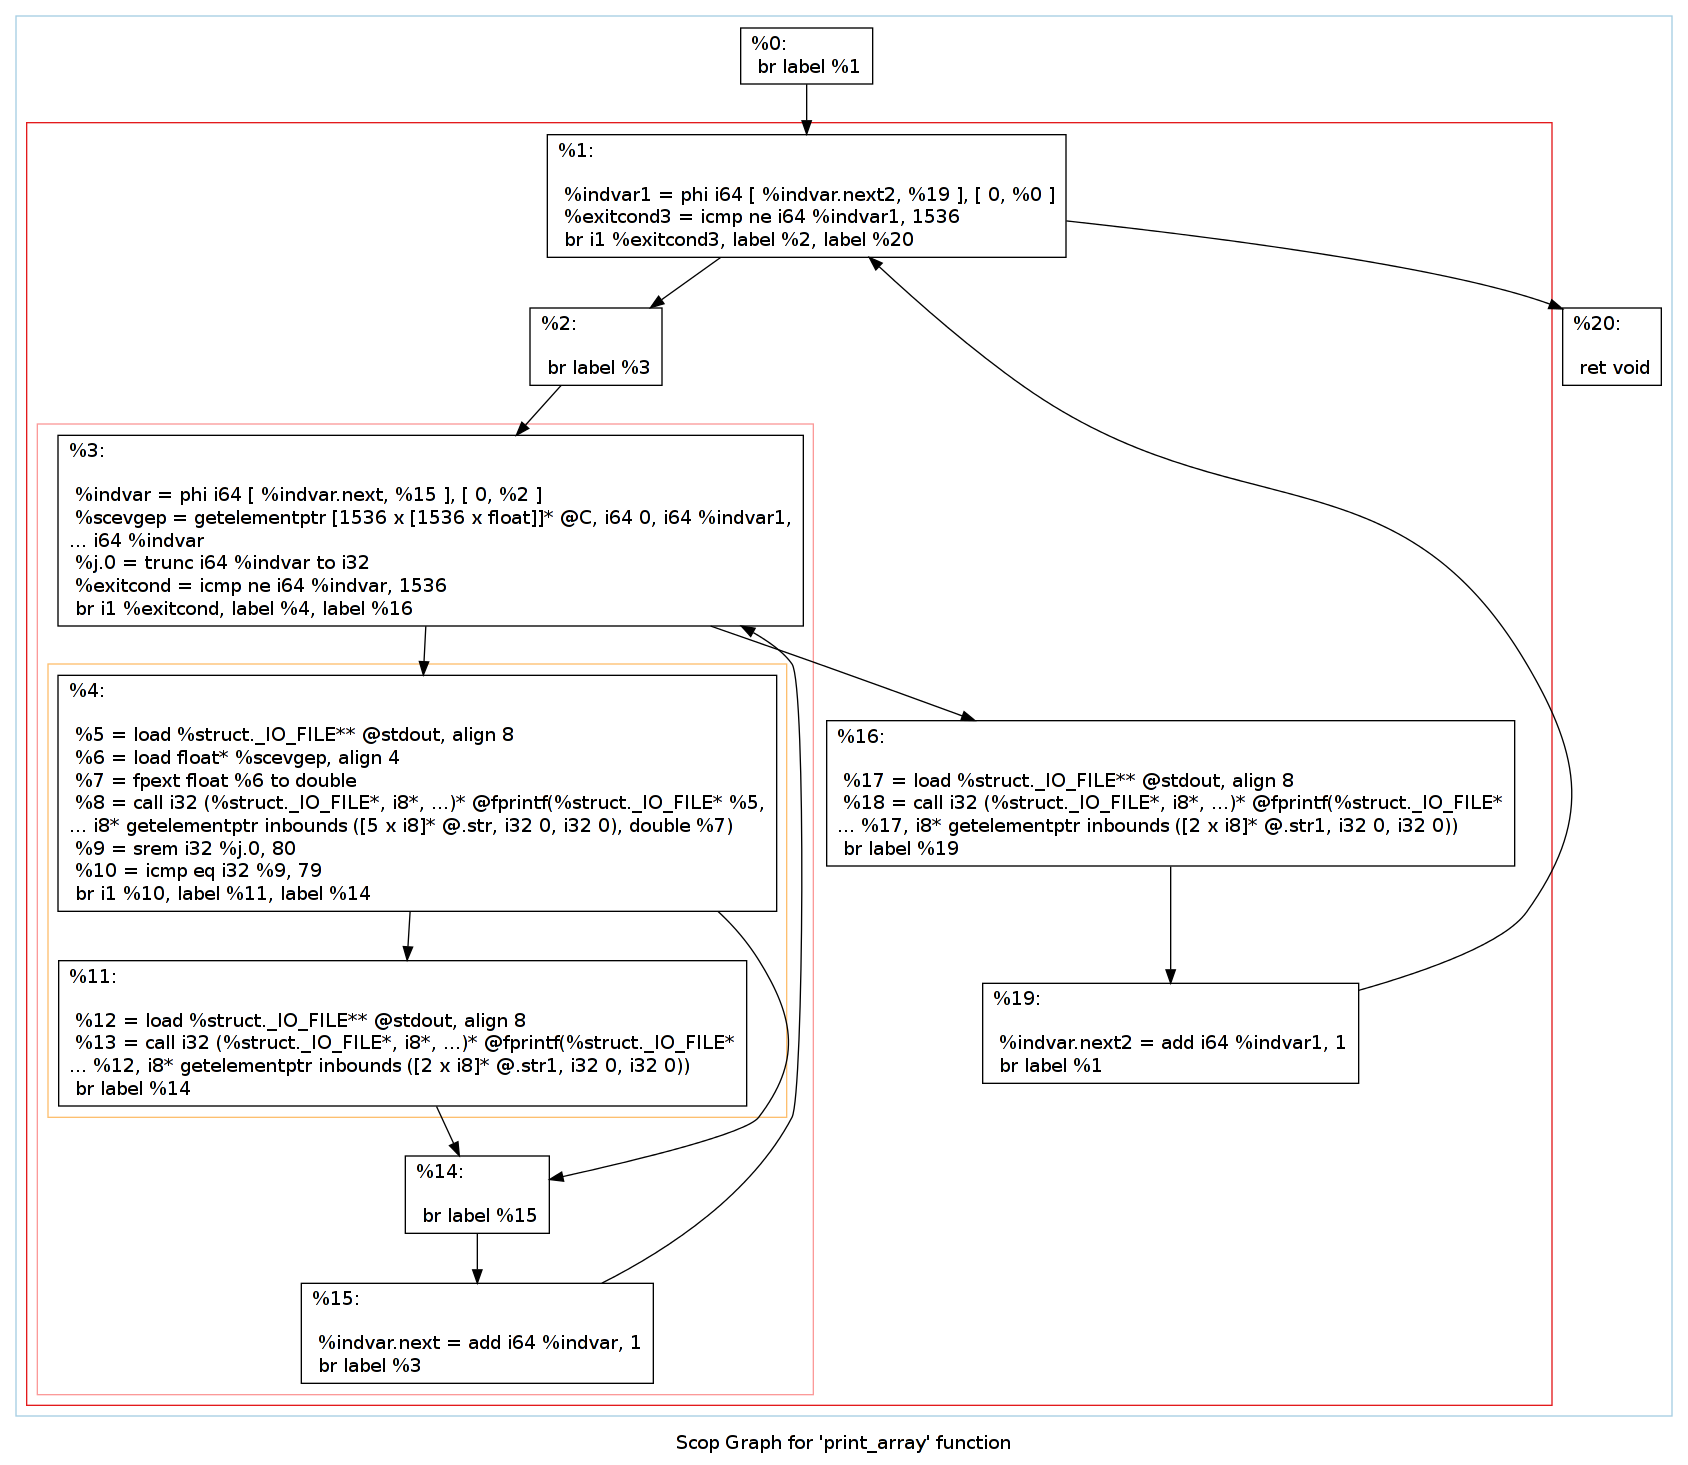 %0:
br label %1
%1:
%indvar1 = phi i64 [ %indvar.next2, %19 ], [ 0, %0 ]
%exitcond3 = icmp ne i64 %indvar1, 1536
br i1 %exitcond3, label %2, label %20
%2:
br label %3
%20:
ret void
%3:
%indvar = phi i64 [ %indvar.next, %15 ], [ 0, %2 ]
%scevgep = getelementptr [1536 x [1536 x float]]* @C, i64 0, i64 %indvar1,
... i64 %indvar
%j.0 = trunc i64 %indvar to i32
%exitcond = icmp ne i64 %indvar, 1536
br i1 %exitcond, label %4, label %16
%4:
%5 = load %struct._IO_FILE** @stdout, align 8
%6 = load float* %scevgep, align 4
%7 = fpext float %6 to double
%8 = call i32 (%struct._IO_FILE*, i8*, ...)* @fprintf(%struct._IO_FILE* %5,
... i8* getelementptr inbounds ([5 x i8]* @.str, i32 0, i32 0), double %7)
%9 = srem i32 %j.0, 80
%10 = icmp eq i32 %9, 79
br i1 %10, label %11, label %14
%16:
%17 = load %struct._IO_FILE** @stdout, align 8
%18 = call i32 (%struct._IO_FILE*, i8*, ...)* @fprintf(%struct._IO_FILE*
... %17, i8* getelementptr inbounds ([2 x i8]* @.str1, i32 0, i32 0))
br label %19
%11:
%12 = load %struct._IO_FILE** @stdout, align 8
%13 = call i32 (%struct._IO_FILE*, i8*, ...)* @fprintf(%struct._IO_FILE*
... %12, i8* getelementptr inbounds ([2 x i8]* @.str1, i32 0, i32 0))
br label %14
%19:
%indvar.next2 = add i64 %indvar1, 1
br label %1
%14:
br label %15
%15:
%indvar.next = add i64 %indvar, 1
br label %3
Scop Graph for 'print_array' function